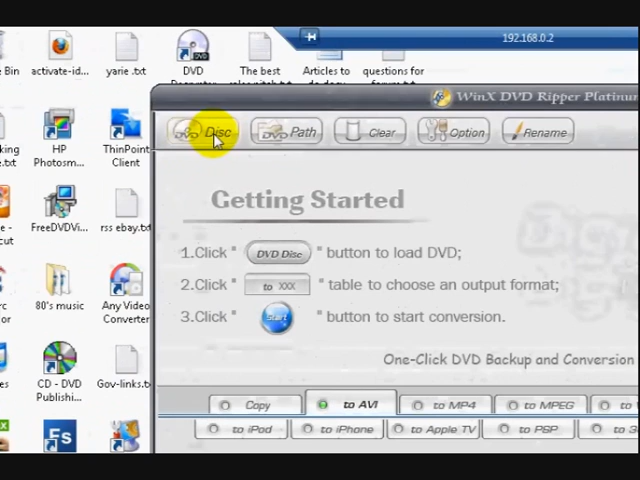 192.168.0.2
e Bin
activate-id...
yarie .txt
DVD
The best
Articles to
questions for
WinX DVD Ripper Platinum
Disc
Path
Clear
Option
Rename
.txt
HP
Photosm...
ThinPoint
Client
Getting Started
1.Click " DVD Disc " button to load DVD;
2.Click " to XXX " table to choose an output format;
3.Click " Start " button to start conversion.
FreeDVDVi...
rss ebay.txt
80's music
Any Video
Converter
One-Click DVD Backup and Conversion
CD - DVD
Publishi...
Gov-links.tx
Copy
to AVI
to MP4
to MPEG
to iPod
to iPhone
to Apple TV
to PSP
Fs